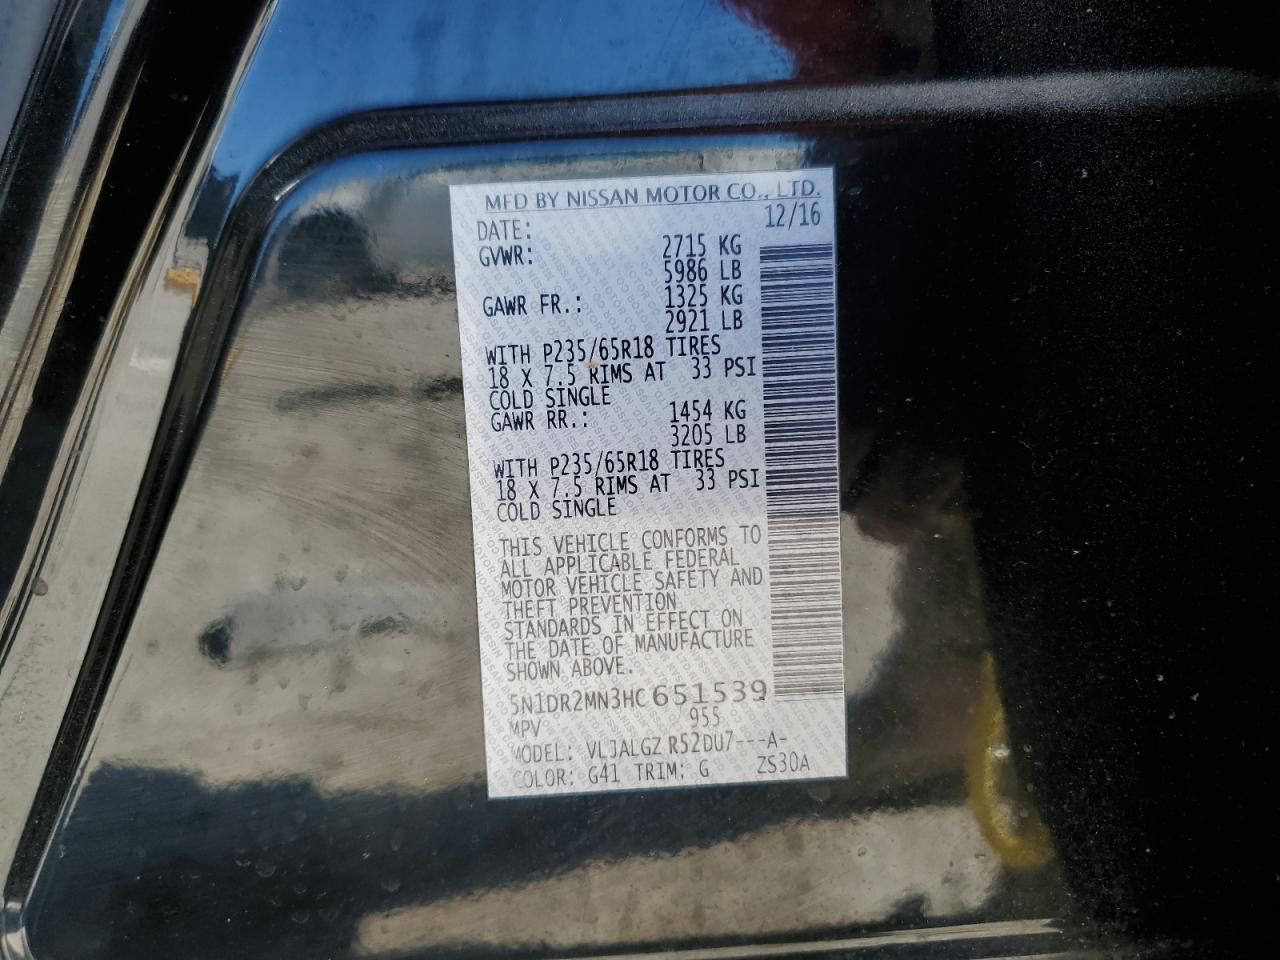 MFD BY NISSAN MOTOR CO., LTD.
DATE: 12/16
GVWR: 2715 KG
5986 LB
GAWR FR.: 1325 KG
2921 LB
WITH P235/65R18 TIRES
18 X 7.5 RIMS AT 33 PSI
COLD SINGLE
GAWR RR.: 1454 KG
3205 LB
WITH P235/65R18 TIRES
18 X 7.5 RIMS AT 33 PSI
COLD SINGLE
THIS VEHICLE CONFORMS TO
ALL APPLICABLE FEDERAL
MOTOR VEHICLE SAFETY AND
THEFT PREVENTION
STANDARDS IN EFFECT ON
THE DATE OF MANUFACTURE
SHOWN ABOVE.
5N1DR2MN3HC651539
MPV 955
MODEL: VLJALGZ R52DU7---A-
COLOR: G41 TRIM: G ZS30A